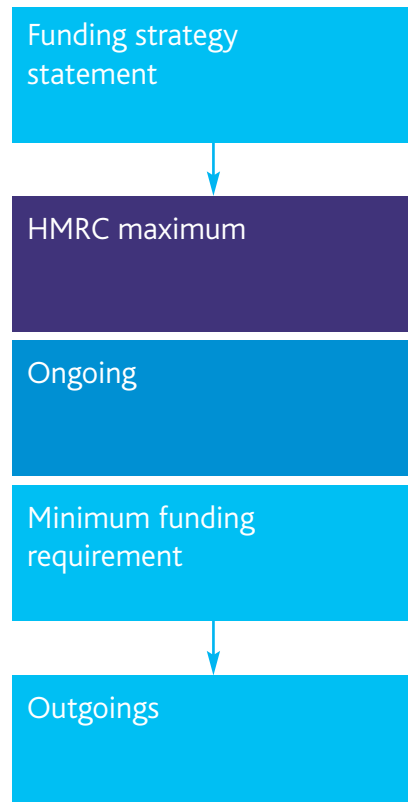 Funding strategy
statement
HMRC maximum
Ongoing
Minimum funding
requirement
Outgoings